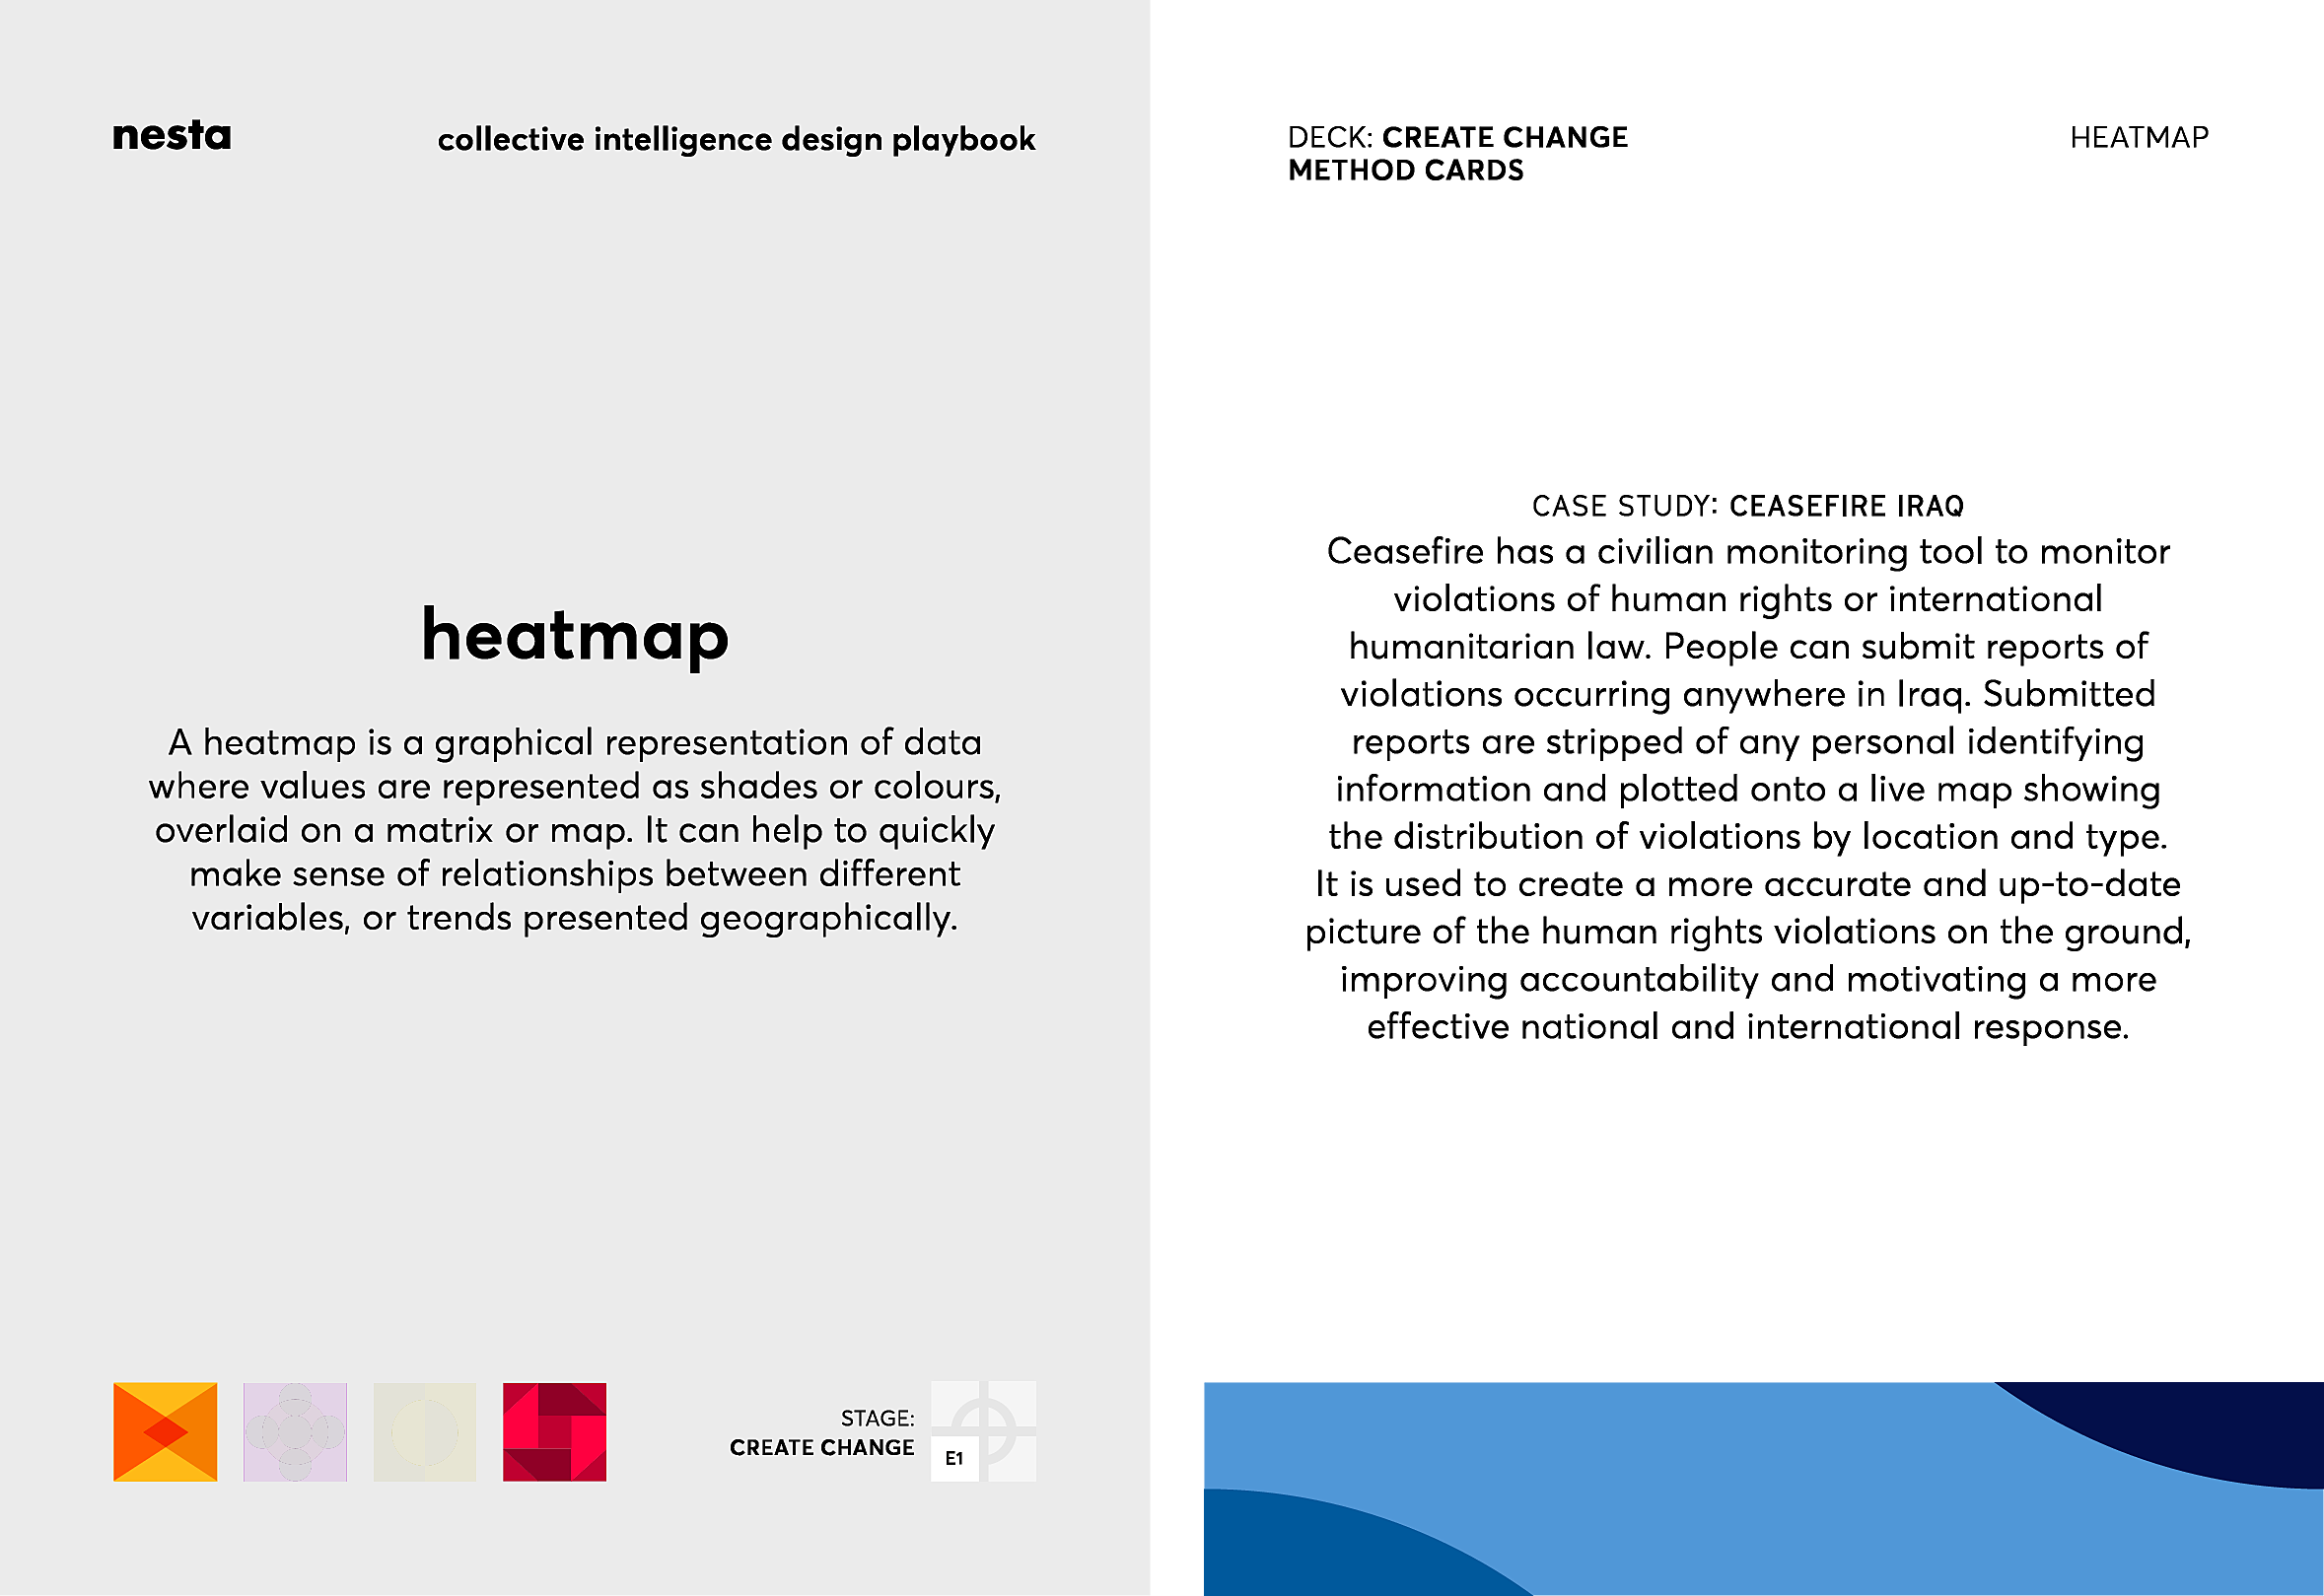 nesta
collective intelligence design playbook
heatmap
A heatmap is a graphical representation of data
where values are represented as shades or colours,
overlaid on a matrix or map. It can help to quickly
make sense of relationships between different
variables, or trends presented geographically.
STAGE:
CREATE CHANGE
E1
DECK: CREATE CHANGE
METHOD CARDS
HEATMAP
CASE STUDY: CEASEFIRE IRAQ
Ceasefire has a civilian monitoring tool to monitor
violations of human rights or international
humanitarian law. People can submit reports of
violations occurring anywhere in Iraq. Submitted
reports are stripped of any personal identifying
information and plotted onto a live map showing
the distribution of violations by location and type.
It is used to create a more accurate and up-to-date
picture of the human rights violations on the ground,
improving accountability and motivating a more
effective national and international response.